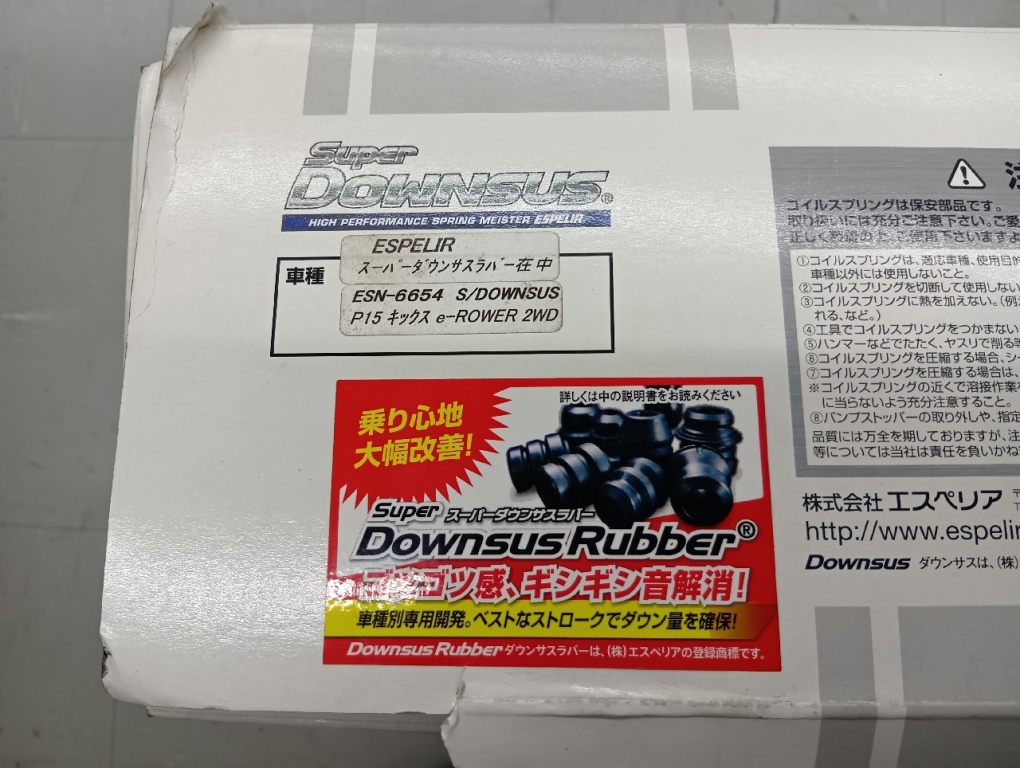 Super
DOWNSUS®
HIGH PERFORMANCE SPRING MEISTER ESPELIR
ESPELIR
スーパーダウンサスラバー在中
車種
ESN-6654 S/DOWNSUS
P15 キックス e-ROWER 2WD
詳しくは中の説明書をお読みください
乗り心地
大幅改善!
Super スーパーダウンサスラバー
Downsus Rubber®
ゴツゴツ感、ギシギシ音解消!
車種別専用開発。ベストなストロークでダウン量を確保!
Downsus Rubber ダウンサスラバーは、(株)エスペリアの登録商標です。
コイルスプリングは保安部品です。
取り扱いには充分ご注意下さい。ご愛
①コイルスプリングは、適応車種、使用目的
車種以外には使用しないこと。
②コイルスプリングを切断して使用しない
③コイルスプリングに熱を加えない。(例え
れる、など。)
④工具でコイルスプリングをつかまない
⑤ハンマーなどでたたく、ヤスリで削る等
⑥コイルスプリングを圧縮する場合、シー
⑦コイルスプリングを圧縮する場合は、
※コイルスプリングの近くで溶接作業
に当らないよう充分注意すること。
⑧バンプストッパーの取り外しや、指定
品質には万全を期しておりますが、注
等については当社は責任を負いかね
株式会社 エスペリア
http://www.espelir
Downsus ダウンサスは、(株)